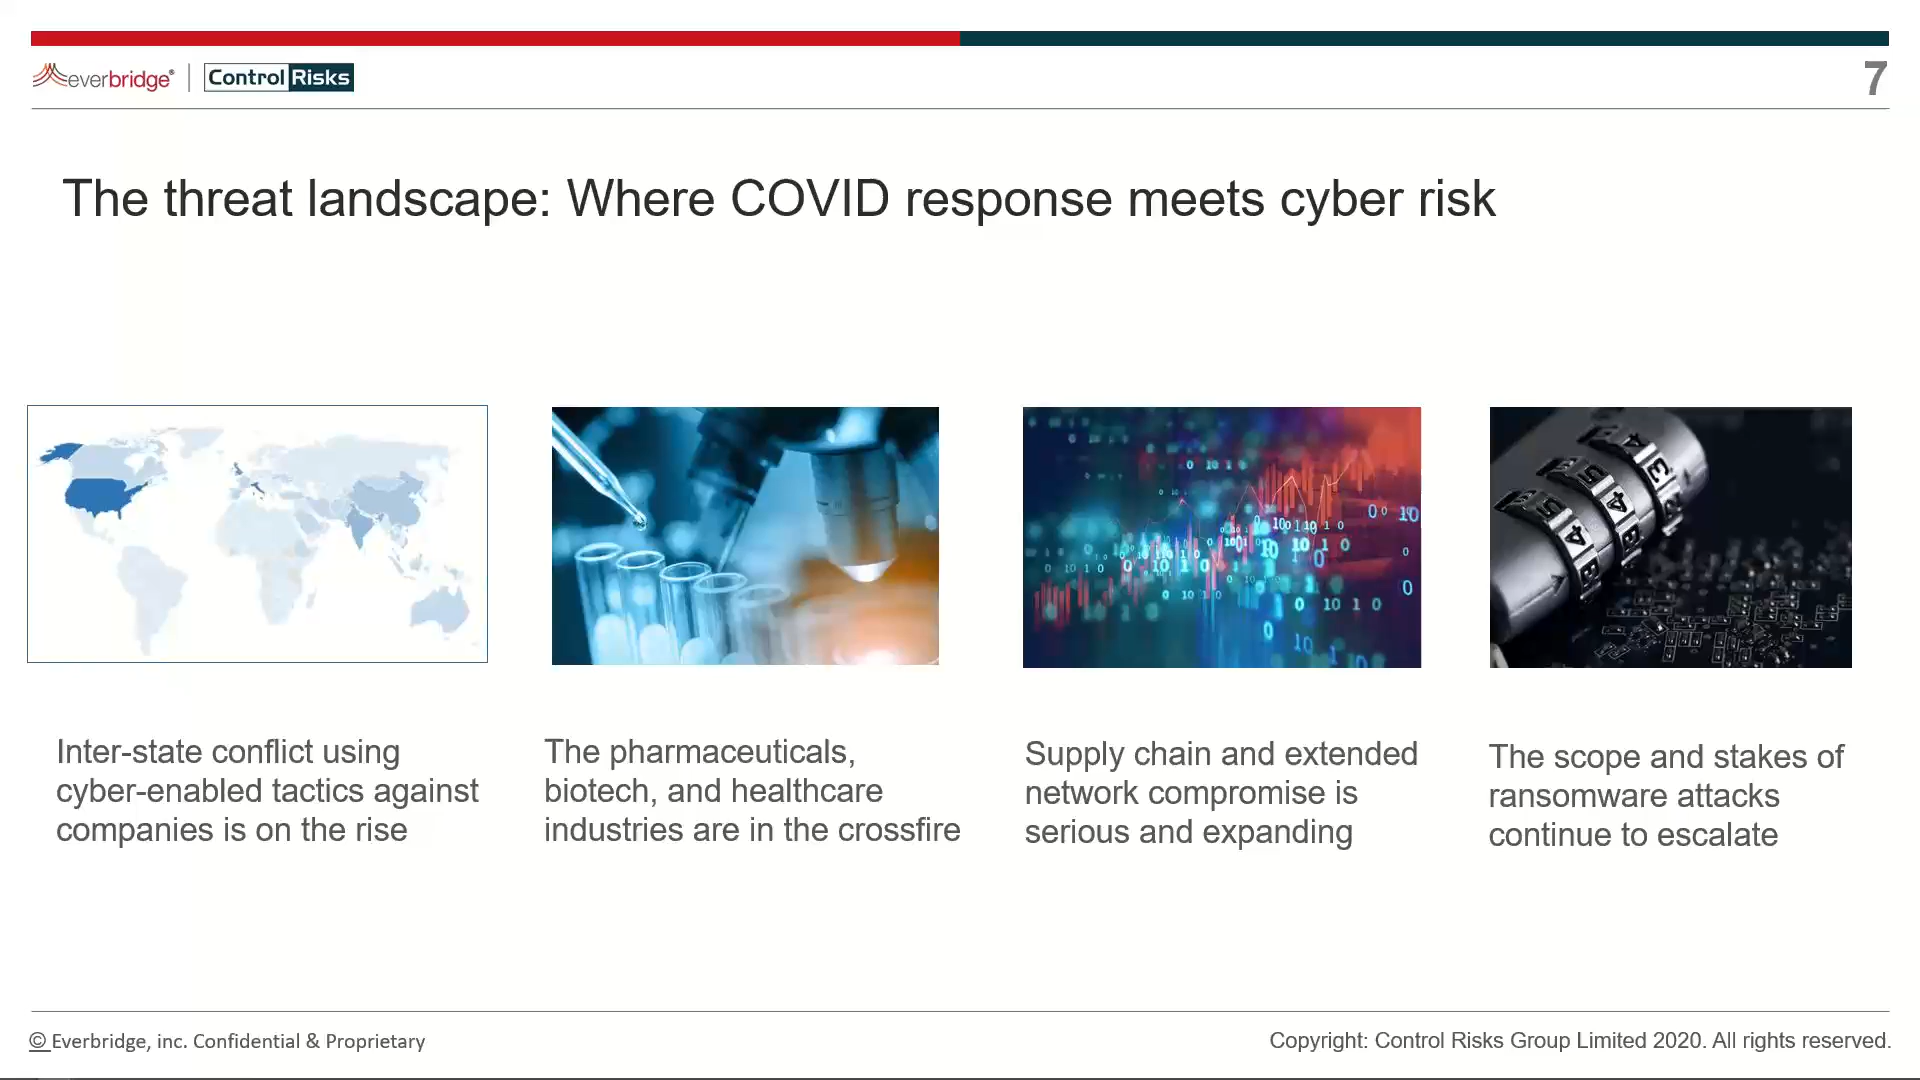 everbridge® | Control Risks
7
The threat landscape: Where COVID response meets cyber risk
Inter-state conflict using
cyber-enabled tactics against
companies is on the rise
The pharmaceuticals,
biotech, and healthcare
industries are in the crossfire
Supply chain and extended
network compromise is
serious and expanding
The scope and stakes of
ransomware attacks
continue to escalate
© Everbridge, inc. Confidential & Proprietary
Copyright: Control Risks Group Limited 2020. All rights reserved.